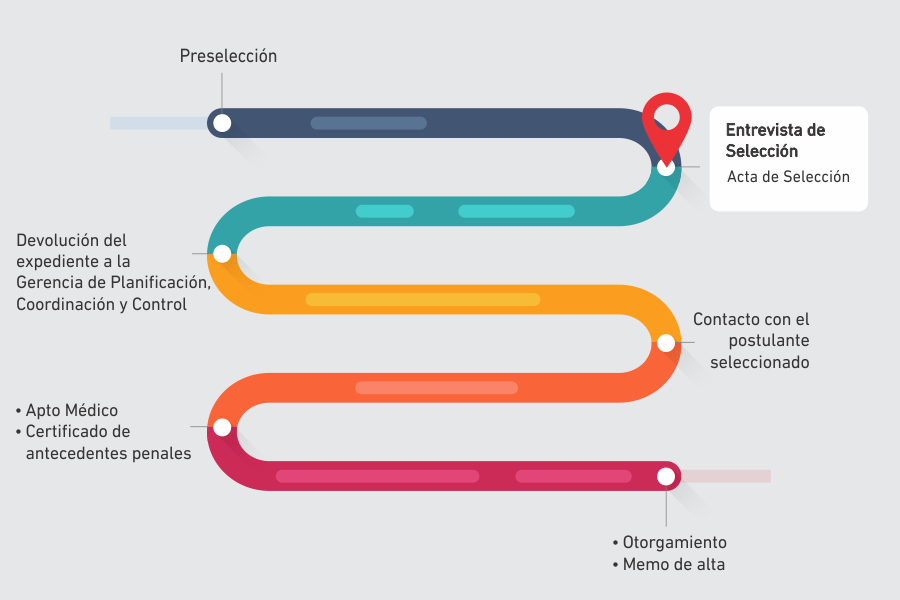 Preselección
Entrevista de
Selección
Acta de Selección
Devolución del
expediente a la
Gerencia de Planificación,
Coordinación y Control
Contacto con el
postulante
seleccionado
• Apto Médico
• Certificado de
antecedentes penales
• Otorgamiento
• Memo de alta